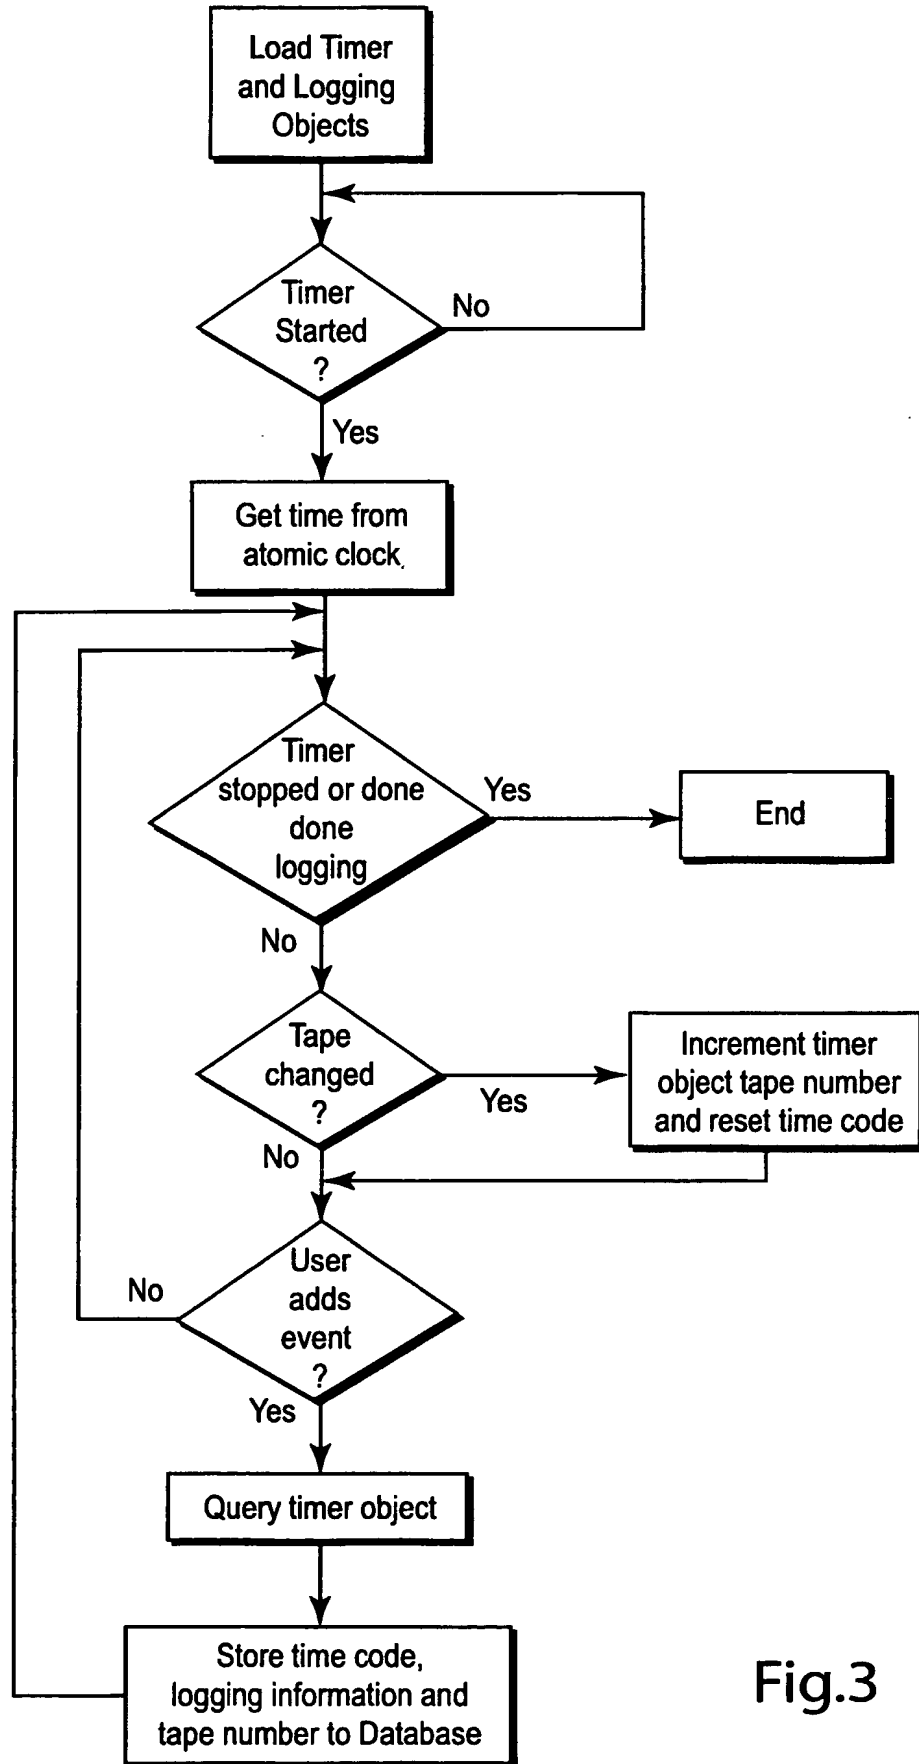 Load Timer
and Logging
Objects
Timer
Started
?
No
Yes
Get time from
atomic clock
Timer
stopped or done
done
logging
Yes
End
No
Tape
changed
?
Yes
Increment timer
object tape number
and reset time code
No
User
adds
event
?
No
Yes
Query timer object
Store time code,
logging information and
tape number to Database
Fig.3